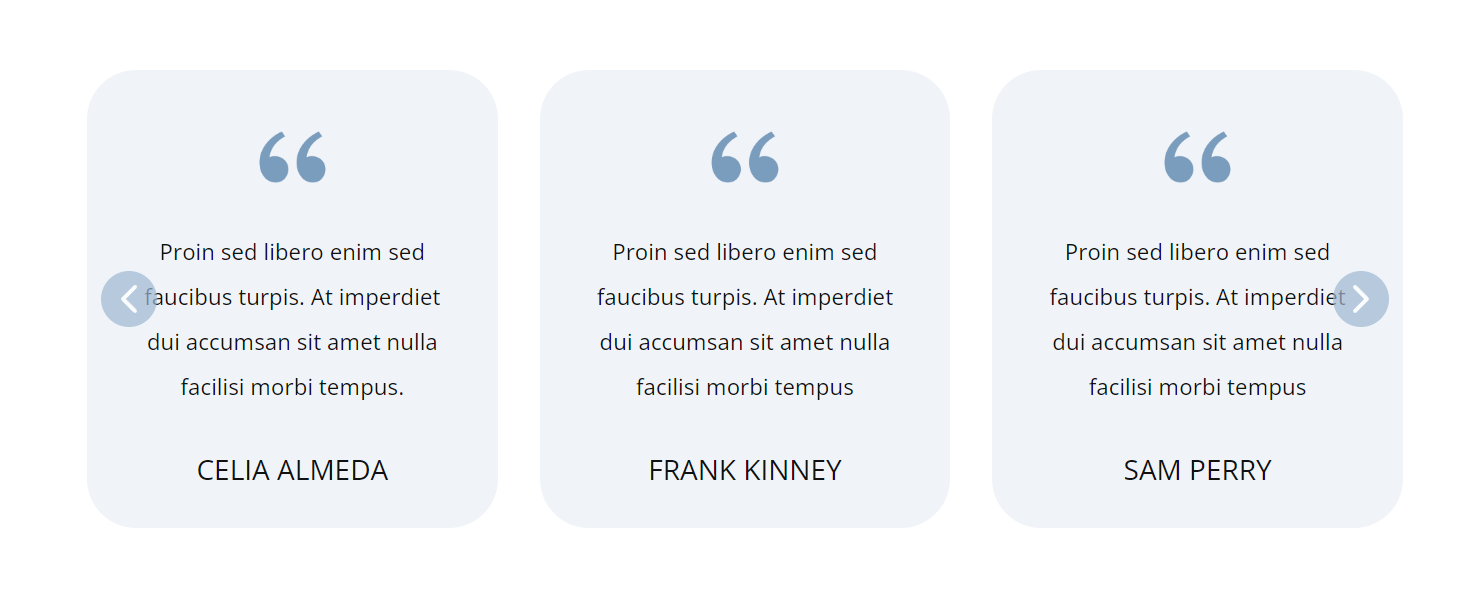 “
Proin sed libero enim sed
faucibus turpis. At imperdiet
dui accumsan sit amet nulla
facilisi morbi tempus.
CELIA ALMEDA
“
Proin sed libero enim sed
faucibus turpis. At imperdiet
dui accumsan sit amet nulla
facilisi morbi tempus
FRANK KINNEY
“
Proin sed libero enim sed
faucibus turpis. At imperdiet
dui accumsan sit amet nulla
facilisi morbi tempus
SAM PERRY